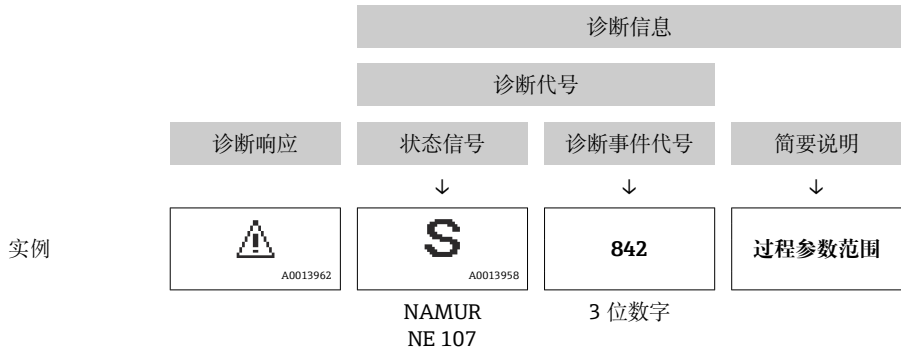 诊断信息
诊断代号
诊断响应 状态信号 诊断事件代号 简要说明
↓ ↓ ↓
实例 ⚠ S 842 过程参数范围
A0013962 A0013958
NAMUR 3 位数字
NE 107